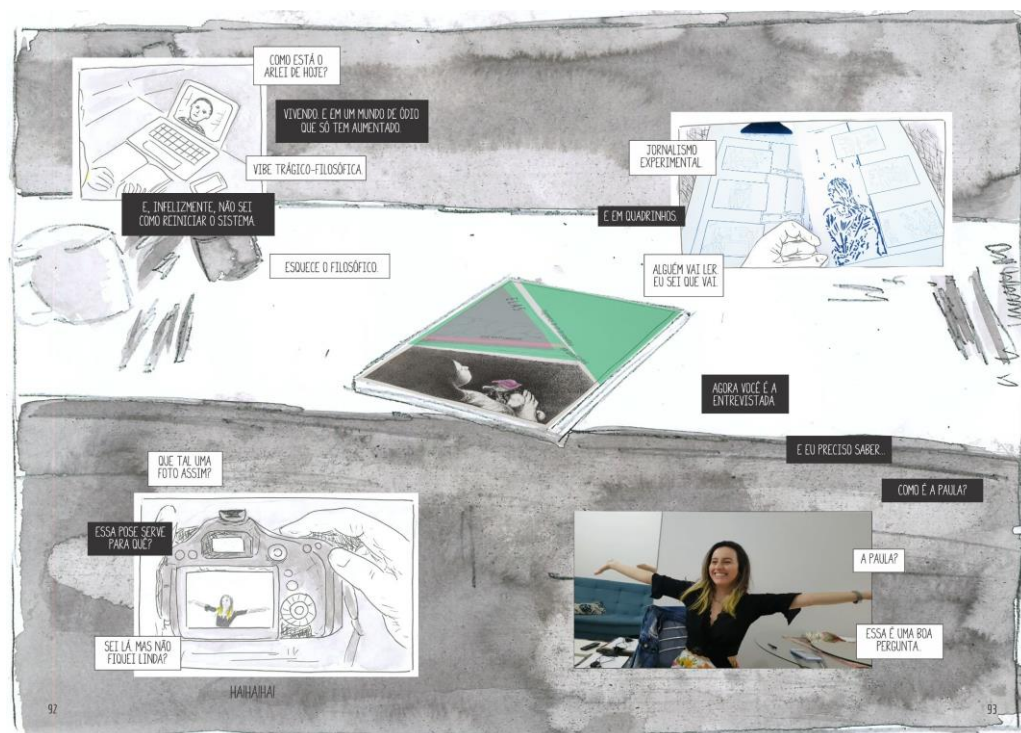 COMO ESTÁ O
ARLEI DE HOJE?
VIVENDO. E EM UM MUNDO DE ÓDIO
QUE SÓ TEM AUMENTADO.
VIBE TRÁGICO-FILOSÓFICA.
E, INFELIZMENTE, NÃO SEI
COMO REINICIAR O SISTEMA.
ESQUECE O FILOSÓFICO.
JORNALISMO
EXPERIMENTAL
E EM QUADRINHOS.
ALGUÉM VAI LER.
EU SEI QUE VAI.
AGORA VOCÊ É A
ENTREVISTADA.
E EU PRECISO SABER...
COMO É A PAULA?
QUE TAL UMA
FOTO ASSIM?
ESSA POSE SERVE
PARA QUÊ?
SEI LÁ. MAS NÃO
FIQUEI LINDA?
HA!HA!HA!
A PAULA?
ESSA É UMA BOA
PERGUNTA.
92
93